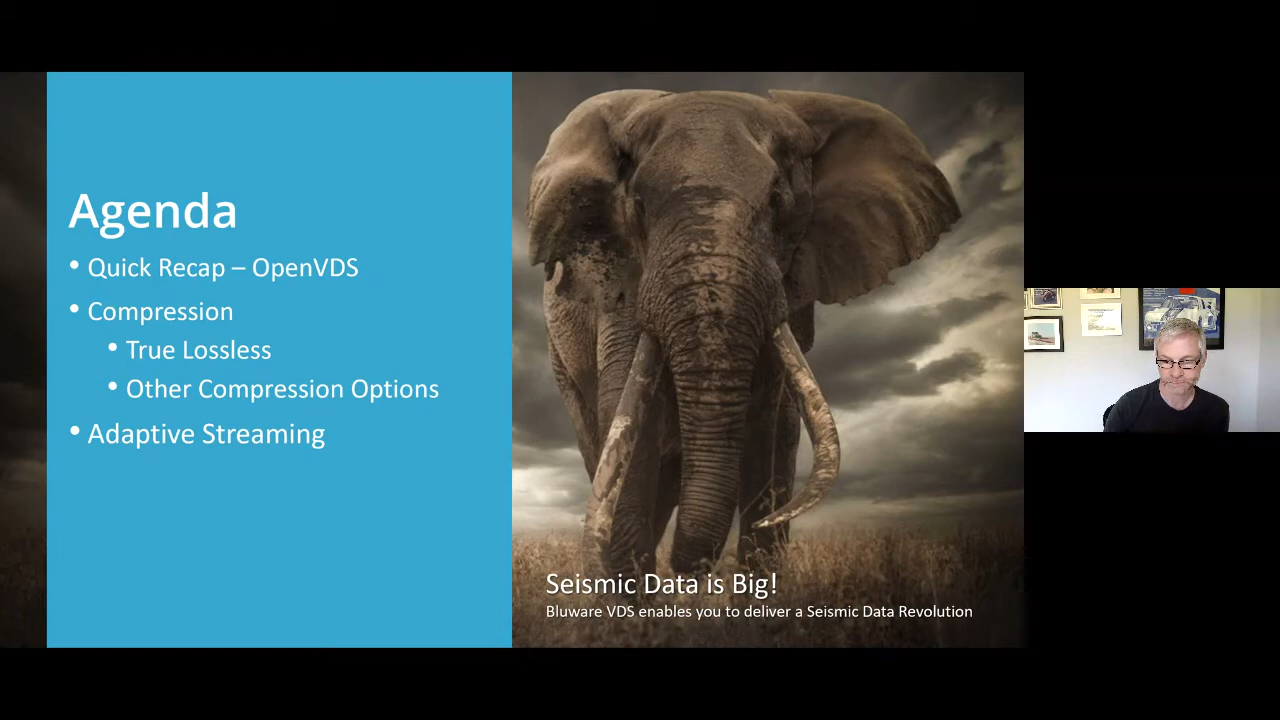 Agenda
• Quick Recap – OpenVDS
• Compression
• True Lossless
• Other Compression Options
• Adaptive Streaming
Seismic Data is Big!
Bluware VDS enables you to deliver a Seismic Data Revolution